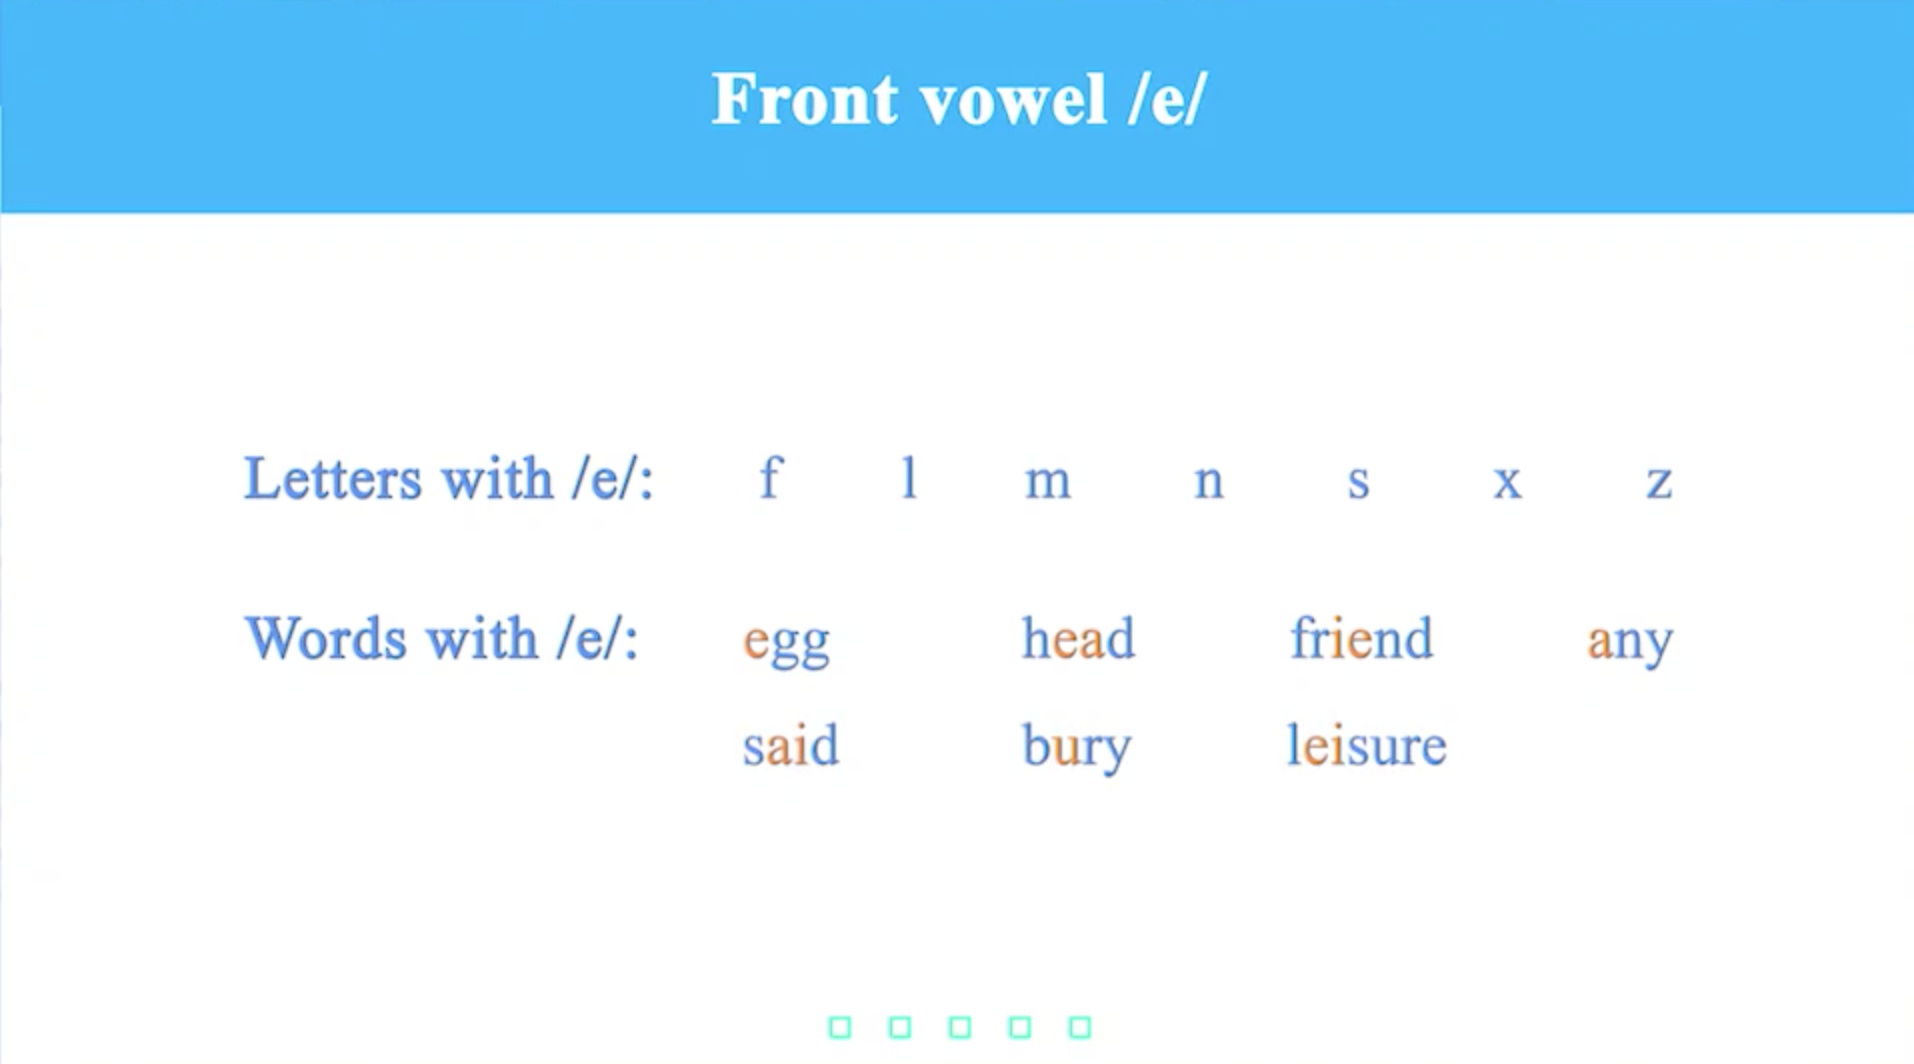 Front vowel /e/
Letters with /e/: f l m n s x z
Words with /e/: egg head friend any
said bury leisure